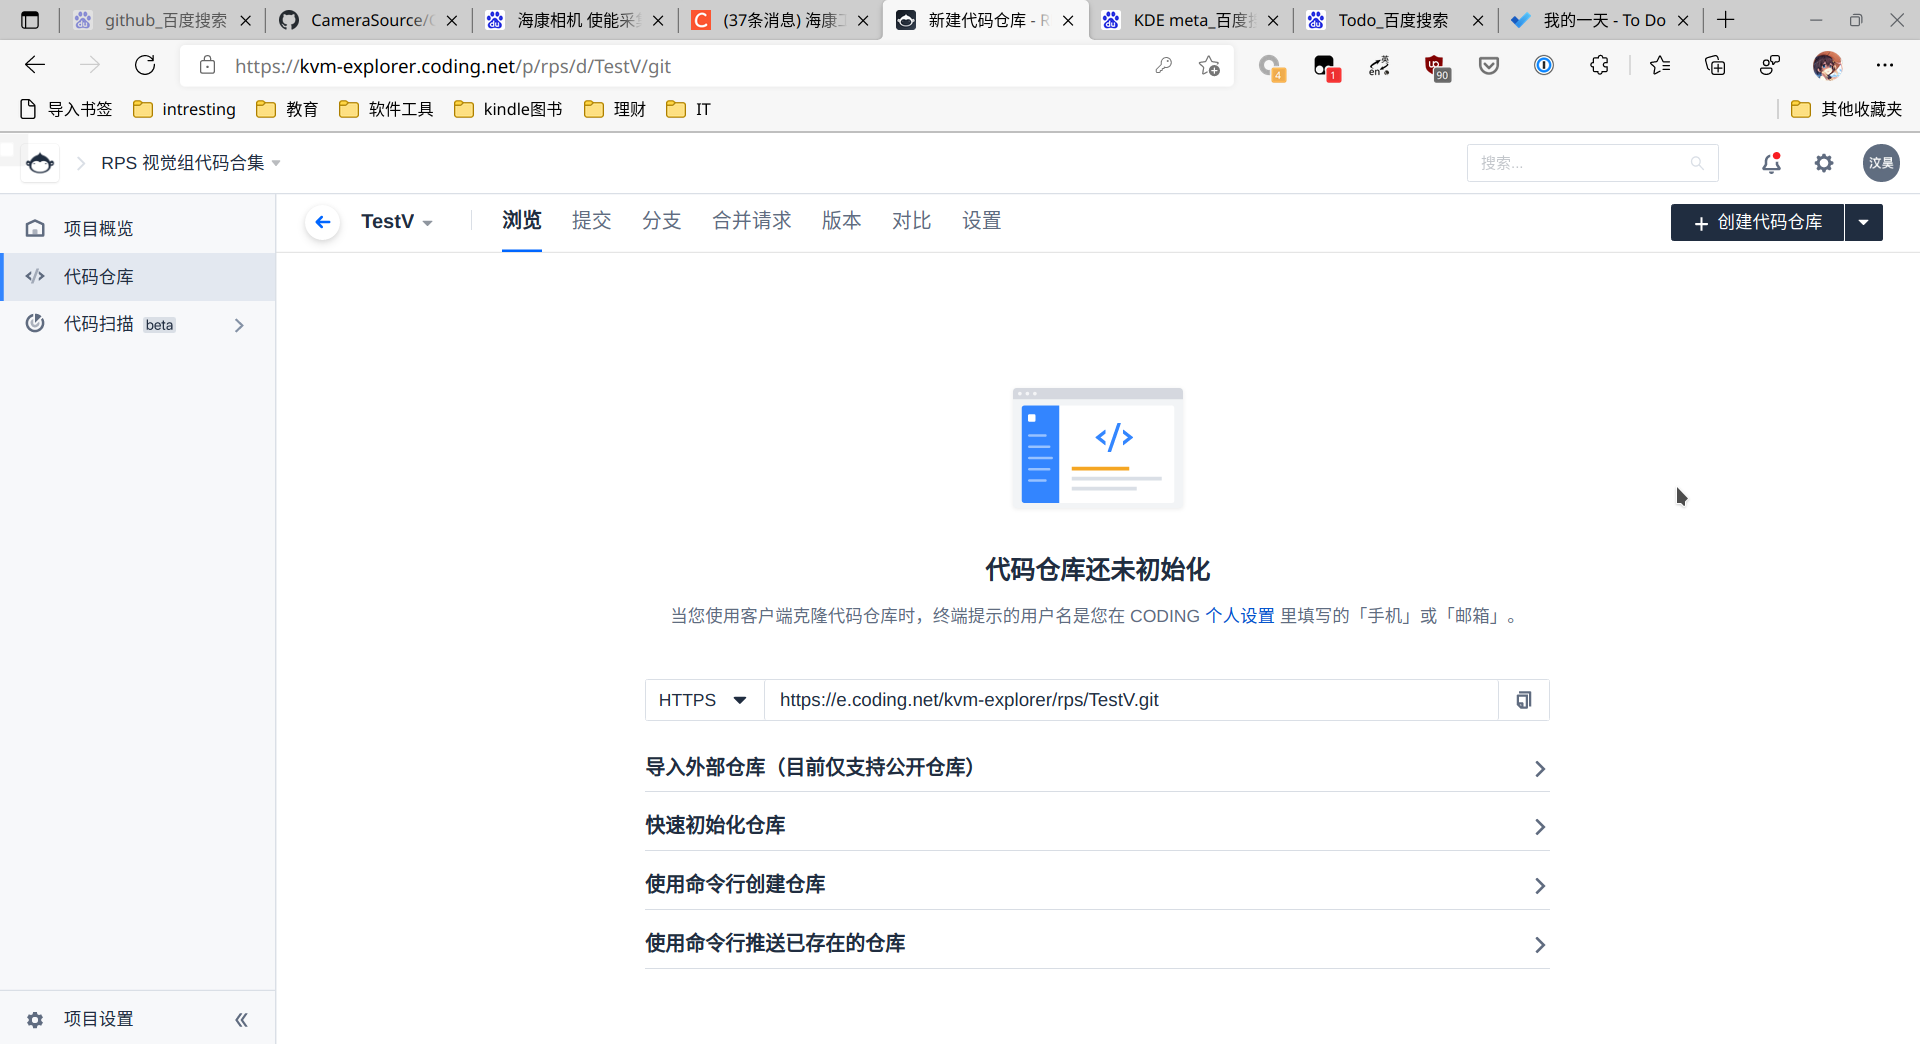 github_百度搜索
CameraSource/
海康相机 使能采
(37条消息) 海康
新建代码仓库 - R
KDE meta_百度
Todo_百度搜索
我的一天 - To Do
https://kvm-explorer.coding.net/p/rps/d/TestV/git
4
1
en
英
90
导入书签
intresting
教育
软件工具
kindle图书
理财
IT
其他收藏夹
RPS 视觉组代码合集
搜索...
汶昊
项目概览
代码仓库
代码扫描 beta
项目设置
TestV
浏览
提交
分支
合并请求
版本
对比
设置
创建代码仓库
代码仓库还未初始化
当您使用客户端克隆代码仓库时，终端提示的用户名是您在 CODING 个人设置 里填写的「手机」或「邮箱」。
HTTPS
https://e.coding.net/kvm-explorer/rps/TestV.git
导入外部仓库（目前仅支持公开仓库）
快速初始化仓库
使用命令行创建仓库
使用命令行推送已存在的仓库